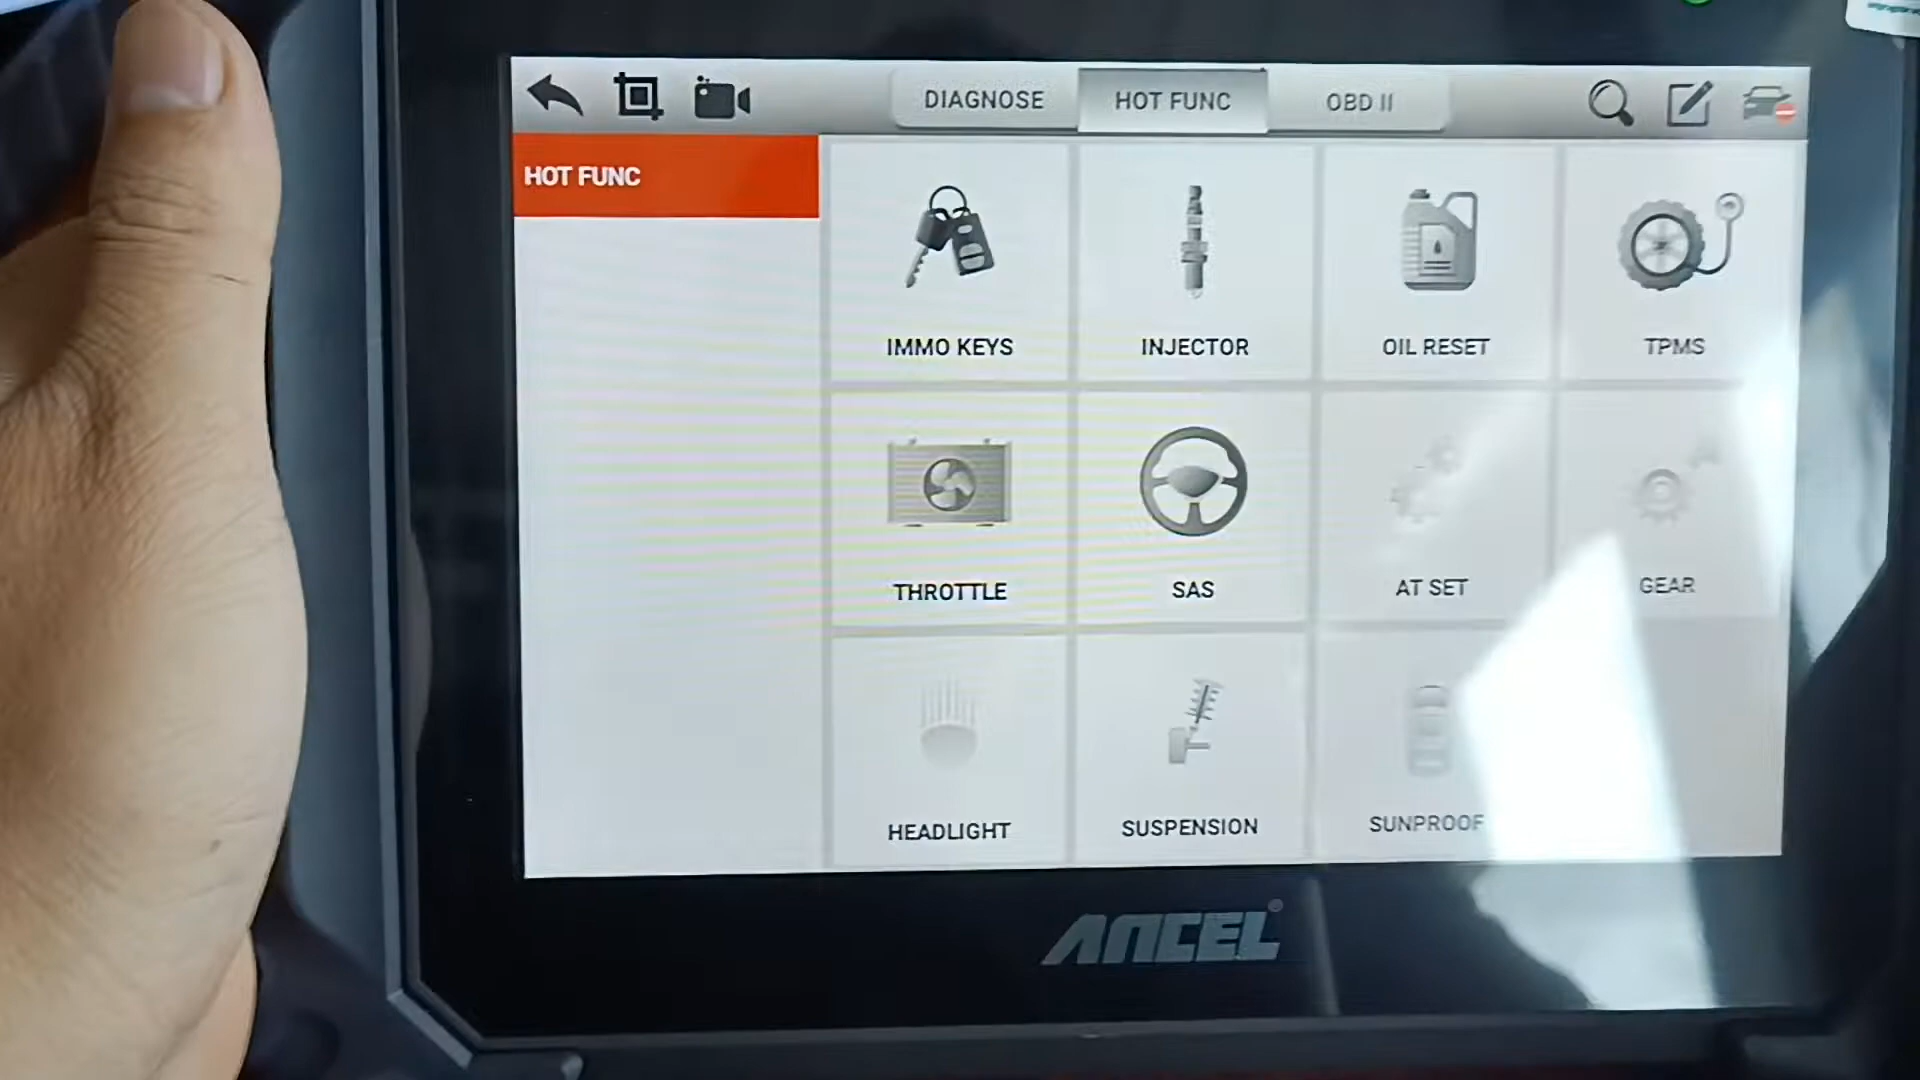 DIAGNOSE HOT FUNC OBD II
HOT FUNC
IMMO KEYS INJECTOR OIL RESET TPMS
THROTTLE SAS AT SET GEAR
HEADLIGHT SUSPENSION SUNPROOF
ANCEL®